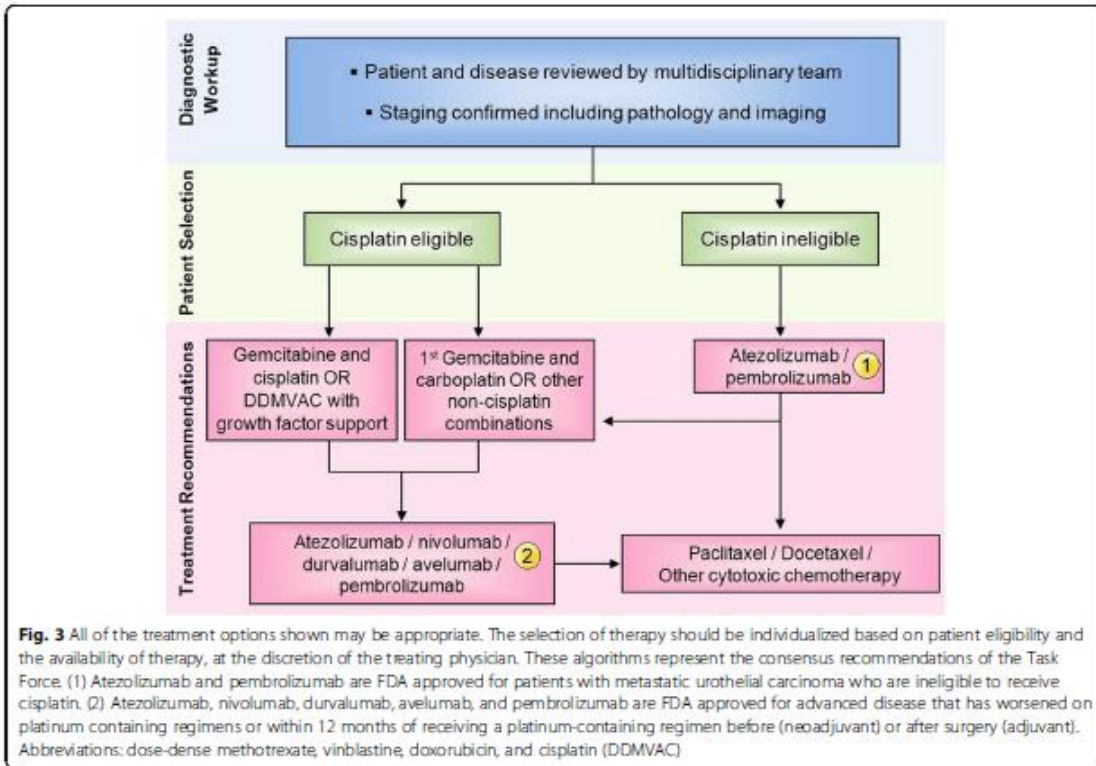 Diagnostic
Workup
▪ Patient and disease reviewed by multidisciplinary team
▪ Staging confirmed including pathology and imaging
Patient Selection
Cisplatin eligible
Cisplatin ineligible
Treatment Recommendations
Gemcitabine and
cisplatin OR
DDMVAC with
growth factor support
1st Gemcitabine and
carboplatin OR other
non-cisplatin
combinations
Atezolizumab /
pembrolizumab
1
Atezolizumab / nivolumab /
durvalumab / avelumab /
pembrolizumab
2
Paclitaxel / Docetaxel /
Other cytotoxic chemotherapy
Fig. 3 All of the treatment options shown may be appropriate. The selection of therapy should be individualized based on patient eligibility and
the availability of therapy, at the discretion of the treating physician. These algorithms represent the consensus recommendations of the Task
Force. (1) Atezolizumab and pembrolizumab are FDA approved for patients with metastatic urothelial carcinoma who are ineligible to receive
cisplatin. (2) Atezolizumab, nivolumab, durvalumab, avelumab, and pembrolizumab are FDA approved for advanced disease that has worsened on
platinum containing regimens or within 12 months of receiving a platinum-containing regimen before (neoadjuvant) or after surgery (adjuvant).
Abbreviations: dose-dense methotrexate, vinblastine, doxorubicin, and cisplatin (DDMVAC)